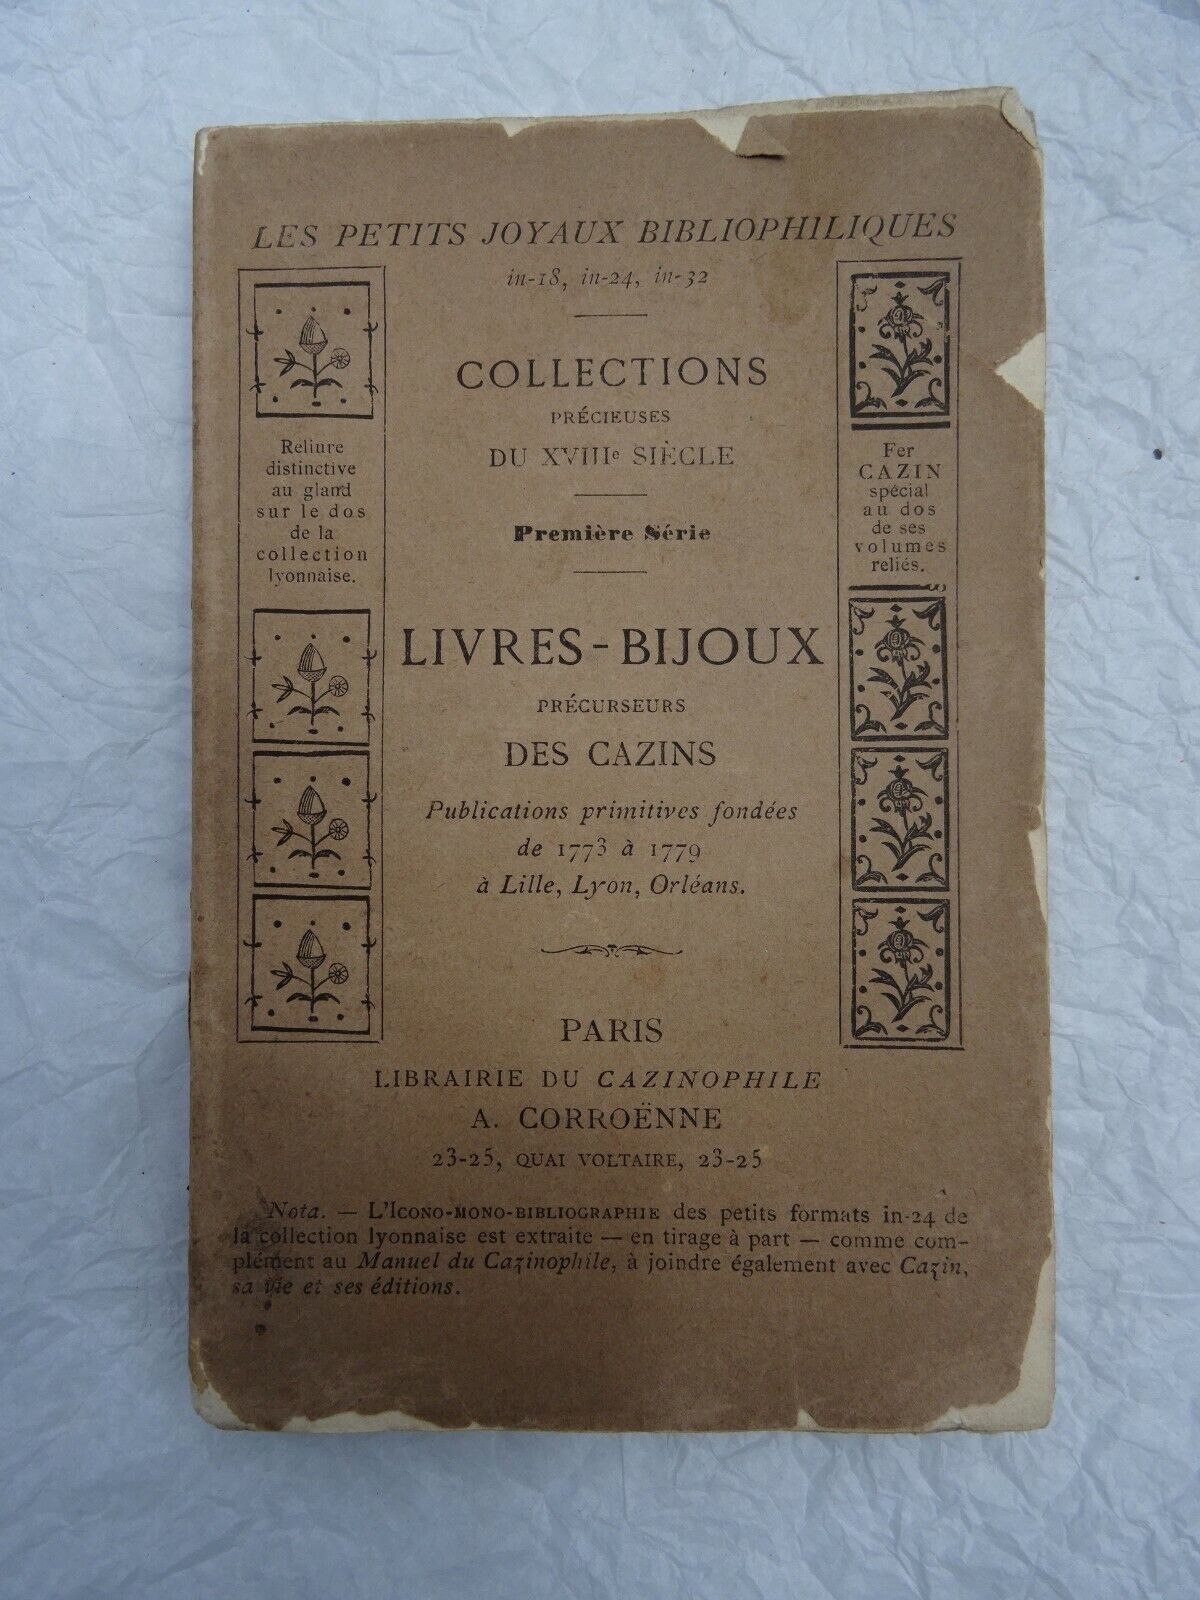 LES PETITS JOYAUX BIBLIOPHILIQUES
in-18, in-24, in-32
COLLECTIONS
PRÉCIEUSES
DU XVIIIe SIÈCLE
Première Série
Reliure
distinctive
au gland
sur le dos
de la
collection
lyonnaise.
Fer
CAZIN
spécial
au dos
de ses
volumes
reliés.
LIVRES-BIJOUX
PRÉCURSEURS
DES CAZINS
Publications primitives fondées
de 1773 à 1779
à Lille, Lyon, Orléans.
PARIS
LIBRAIRIE DU CAZINOPHILE
A. CORROËNNE
23-25, QUAI VOLTAIRE, 23-25
Nota. — L'ICONO-MONO-BIBLIOGRAPHIE des petits formats in-24 de
la collection lyonnaise est extraite — en tirage à part — comme com-
plément au Manuel du Cazinophile, à joindre également avec Cazin,
sa vie et ses éditions.